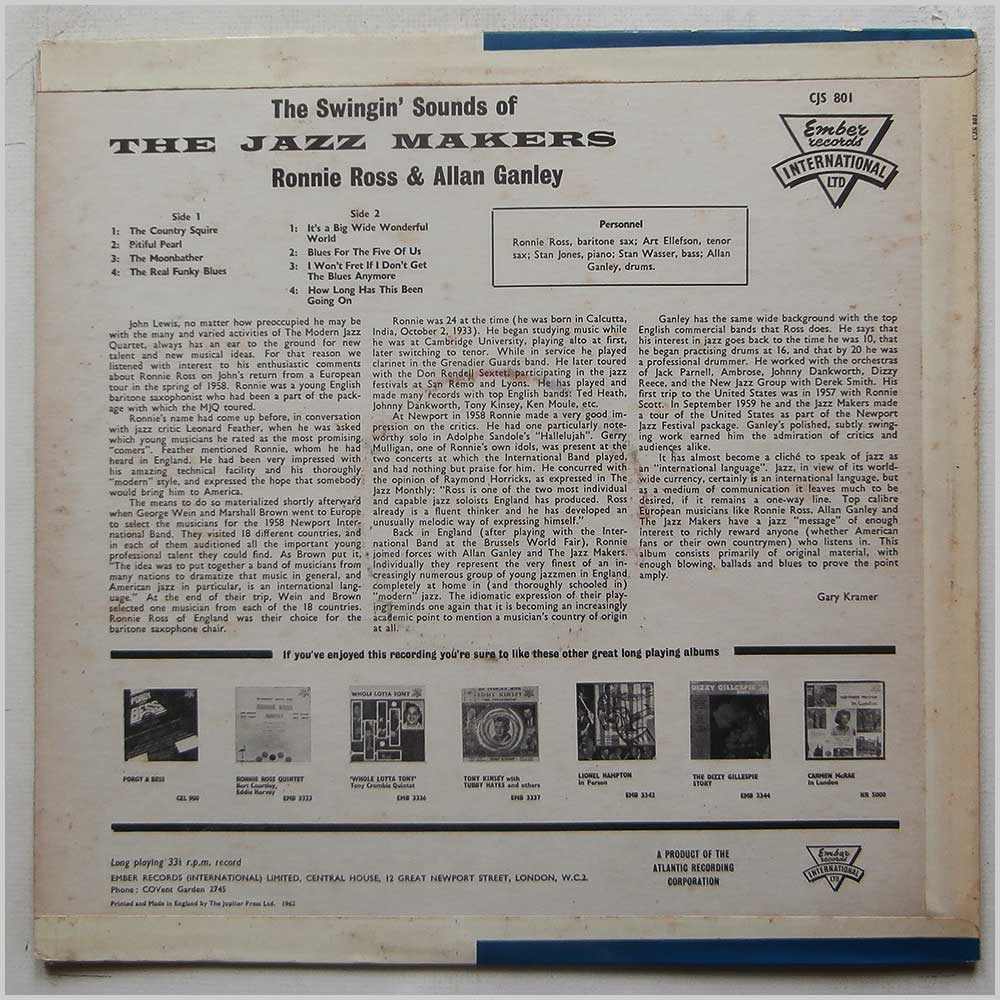 The Swingin' Sounds of
THE JAZZ MAKERS
Ronnie Ross & Allan Ganley
CJS 801
Ember
records
INTERNATIONAL
LTD
CJS 801
Side 1
1: The Country Squire
2: Pitiful Pearl
3: The Moonbather
4: The Real Funky Blues
Side 2
1: It's a Big Wide Wonderful
World
2: Blues For The Five Of Us
3: I Won't Fret If I Don't Get
The Blues Anymore
4: How Long Has This Been
Going On
Personnel
Ronnie Ross, baritone sax; Art Ellefson, tenor
sax; Stan Jones, piano; Stan Wasser, bass; Allan
Ganley, drums.
John Lewis, no matter how preoccupied he may be
with the many and varied activities of The Modern Jazz
Quartet, always has an ear to the ground for new
talent and new musical ideas. For that reason we
listened with interest to his enthusiastic comments
about Ronnie Ross on John's return from a European
tour in the spring of 1958. Ronnie was a young English
baritone saxophonist who had been a part of the pack-
age with which the MJQ toured.
Ronnie's name had come up before, in conversation
with jazz critic Leonard Feather, when he was asked
which young musicians he rated as the most promising
"comers". Feather mentioned Ronnie, whom he had
heard in England. He had been very impressed with
his amazing technical facility and his thoroughly
"modern" style, and expressed the hope that somebody
would bring him to America.
The means to do so materialized shortly afterward
when George Wein and Marshall Brown went to Europe
to select the musicians for the 1958 Newport Inter-
national Band. They visited 18 different countries, and
in each of them auditioned all the important young
professional talent they could find. As Brown put it,
"The idea was to put together a band of musicians from
many nations to dramatize that music in general, and
American jazz in particular, is an international lang-
uage." At the end of their trip, Wein and Brown
selected one musician from each of the 18 countries.
Ronnie Ross of England was their choice for the
baritone saxophone chair.
Ronnie was 24 at the time (he was born in Calcutta,
India, October 2, 1933). He began studying music while
he was at Cambridge University, playing alto at first,
later switching to tenor. While in service he played
clarinet in the Grenadier Guards band. He later toured
with the Don Rendell Sextet, participating in the jazz
festivals at San Remo and Lyons. He has played and
made many records with top English bands: Ted Heath,
Johnny Dankworth, Tony Kinsey, Ken Moule, etc.
At Newport in 1958 Ronnie made a very good im-
pression on the critics. He had one particularly note-
worthy solo in Adolphe Sandole's "Hallelujah". Gerry
Mulligan, one of Ronnie's own idols, was present at the
two concerts at which the International Band played,
and had nothing but praise for him. He concurred with
the opinion of Raymond Horricks, as expressed in The
Jazz Monthly: "Ross is one of the two most individual
and capable jazz soloists England has produced. Ross
already is a fluent thinker and he has developed an
unusually melodic way of expressing himself."
Back in England (after playing with the Inter-
national Band at the Brussels World Fair), Ronnie
joined forces with Allan Ganley and The Jazz Makers.
Individually they represent the very finest of an in-
creasingly numerous group of young jazzmen in England
completely at home in (and thoroughly schooled in)
"modern" jazz. The idiomatic expression of their play-
ing reminds one again that it is becoming an increasingly
academic point to mention a musician's country of origin
at all.
Ganley has the same wide background with the top
English commercial bands that Ross does. He says that
his interest in jazz goes back to the time he was 10, that
he began practising drums at 16, and that by 20 he was
a professional drummer. He worked with the orchestras
of Jack Parnell, Ambrose, Johnny Dankworth, Dizzy
Reece, and the New Jazz Group with Derek Smith. His
first trip to the United States was in 1957 with Ronnie
Scott. In September 1959 he and the Jazz Makers made
a tour of the United States as part of the Newport
Jazz Festival package. Ganley's polished, subtly swing-
ing work earned him the admiration of critics and
audiences alike.
It has almost become a cliché to speak of jazz as
an "international language". Jazz, in view of its world-
wide currency, certainly is an international language, but
as a medium of communication it leaves much to be
desired, if it remains a one-way line. Top calibre
European musicians like Ronnie Ross, Allan Ganley and
The Jazz Makers have a jazz "message" of enough
interest to richly reward anyone (whether American
fans or their own countrymen) who listens in. This
album consists primarily of original material, with
enough blowing, ballads and blues to prove the point
amply.
Gary Kramer
If you've enjoyed this recording you're sure to like these other great long playing albums
PORGY
WHOLE LOTTA TONY
TONY KINSEY
DIZZY GILLESPIE
in London
PORGY & BESS
CEL 900
RONNIE ROSS QUINTET
Bert Courtley,
Eddie Harvey
EMB 3323
'WHOLE LOTTA TONY'
Tony Crombie Quintet
EMB 3336
TONY KINSEY with
TUBBY HAYES and others
EMB 3337
LIONEL HAMPTON
in Person
EMB 3342
THE DIZZY GILLESPIE
STORY
EMB 3344
CARMEN McRAE
in London
NR 5000
Long playing 33⅓ r.p.m. record
EMBER RECORDS (INTERNATIONAL) LIMITED, CENTRAL HOUSE, 12 GREAT NEWPORT STREET, LONDON, W.C.2.
Phone: COVent Garden 2745
Printed and Made in England by The Jupiter Press Ltd. 1962
A PRODUCT OF THE
ATLANTIC RECORDING
CORPORATION
Ember
records
INTERNATIONAL
LTD